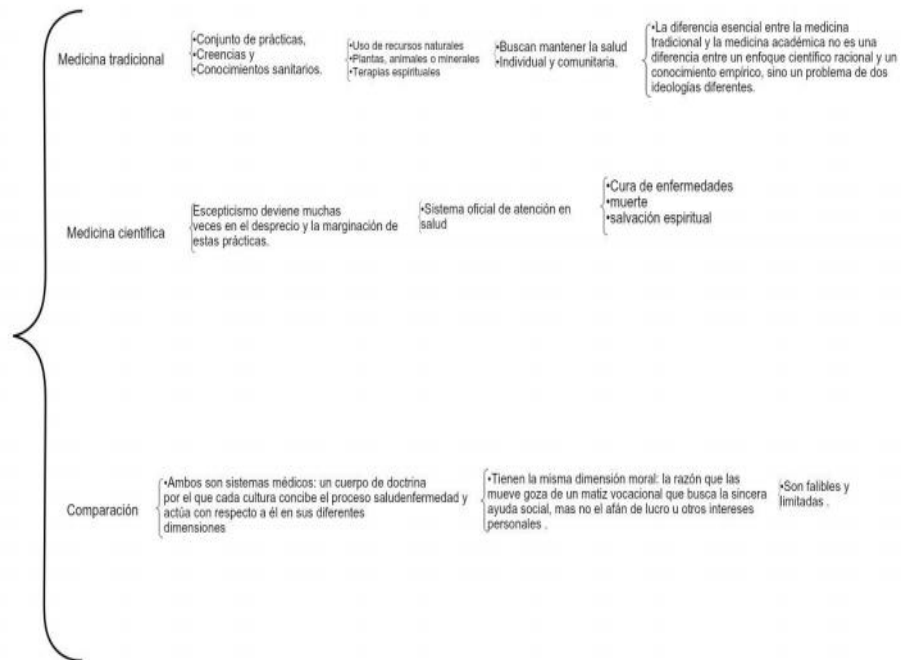 Medicina tradicional
•Conjunto de prácticas,
•Creencias y
•Conocimientos sanitarios.
•Uso de recursos naturales
•Plantas, animales o minerales
•Terapias espirituales
•Buscan mantener la salud
•Individual y comunitaria.
•La diferencia esencial entre la medicina
tradicional y la medicina académica no es una
diferencia entre un enfoque científico racional y un
conocimiento empírico, sino un problema de dos
ideologías diferentes.
Medicina científica
Escepticismo deviene muchas
veces en el desprecio y la marginación de
estas prácticas.
•Sistema oficial de atención en
salud
•Cura de enfermedades
•muerte
•salvación espiritual
Comparación
•Ambos son sistemas médicos: un cuerpo de doctrina
por el que cada cultura concibe el proceso saludenfermedad y
actúa con respecto a él en sus diferentes
dimensiones
•Tienen la misma dimensión moral: la razón que las
mueve goza de un matiz vocacional que busca la sincera
ayuda social, mas no el afán de lucro u otros intereses
personales .
•Son falibles y
limitadas .